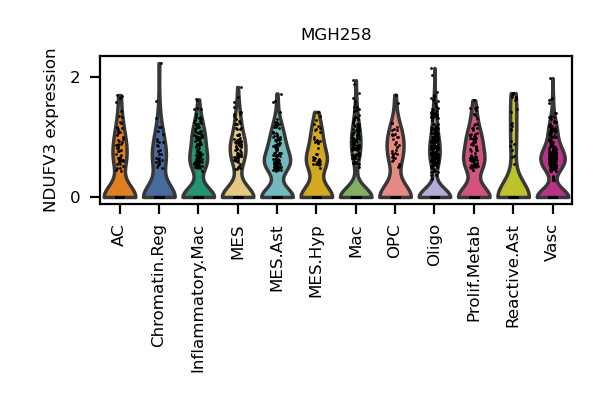 MGH258
NDUFV3 expression
2
0
AC
Chromatin.Reg
Inflammatory.Mac
MES
MES.Ast
MES.Hyp
Mac
OPC
Oligo
Prolif.Metab
Reactive.Ast
Vasc